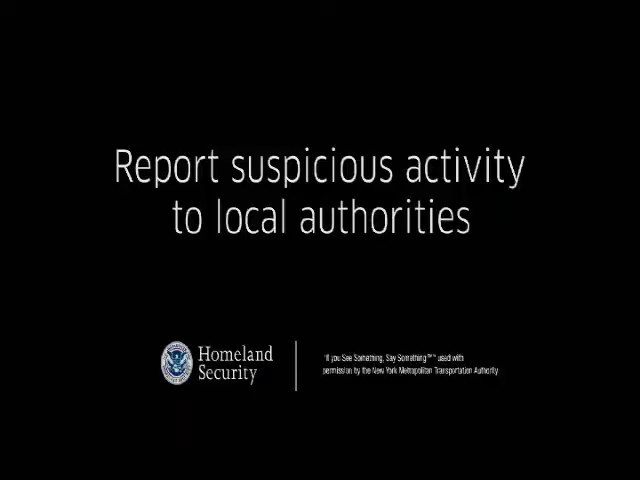 Report suspicious activity
to local authorities
Homeland
Security
"If you See Something, Say Something™" used with
permission by the New York Metropolitan Transportation Authority